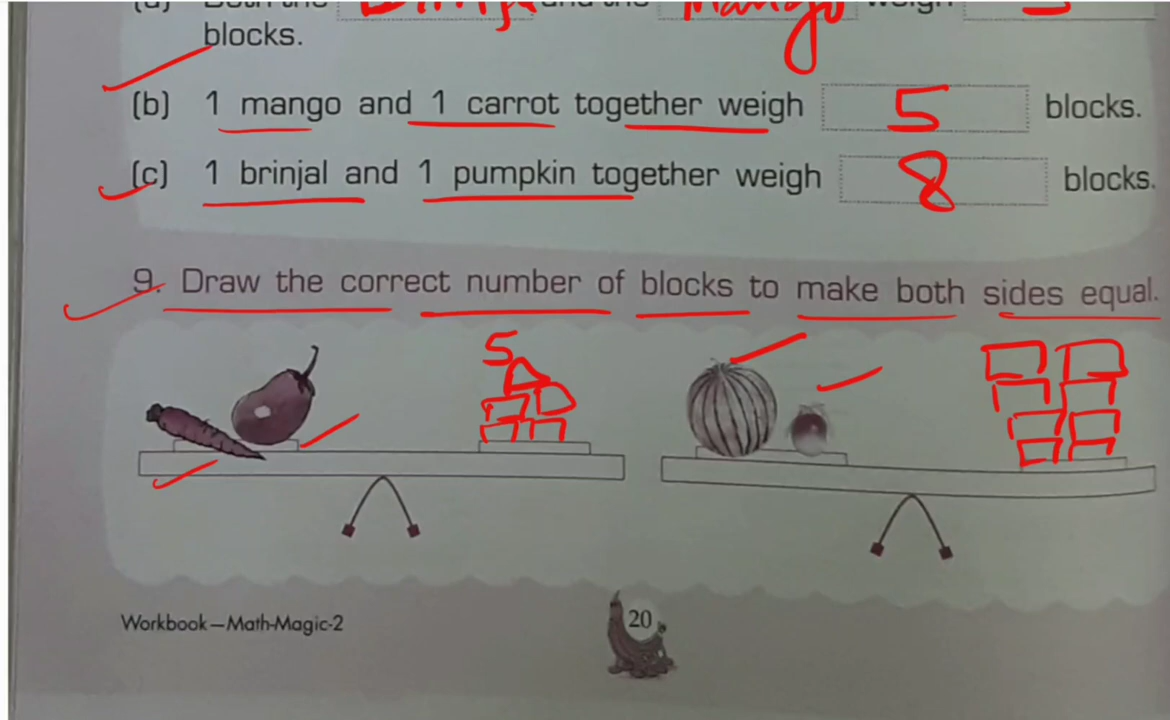 blocks.
(b) 1 mango and 1 carrot together weigh 5 blocks.
(c) 1 brinjal and 1 pumpkin together weigh 8 blocks.
9. Draw the correct number of blocks to make both sides equal.
5
Workbook—Math-Magic-2
20